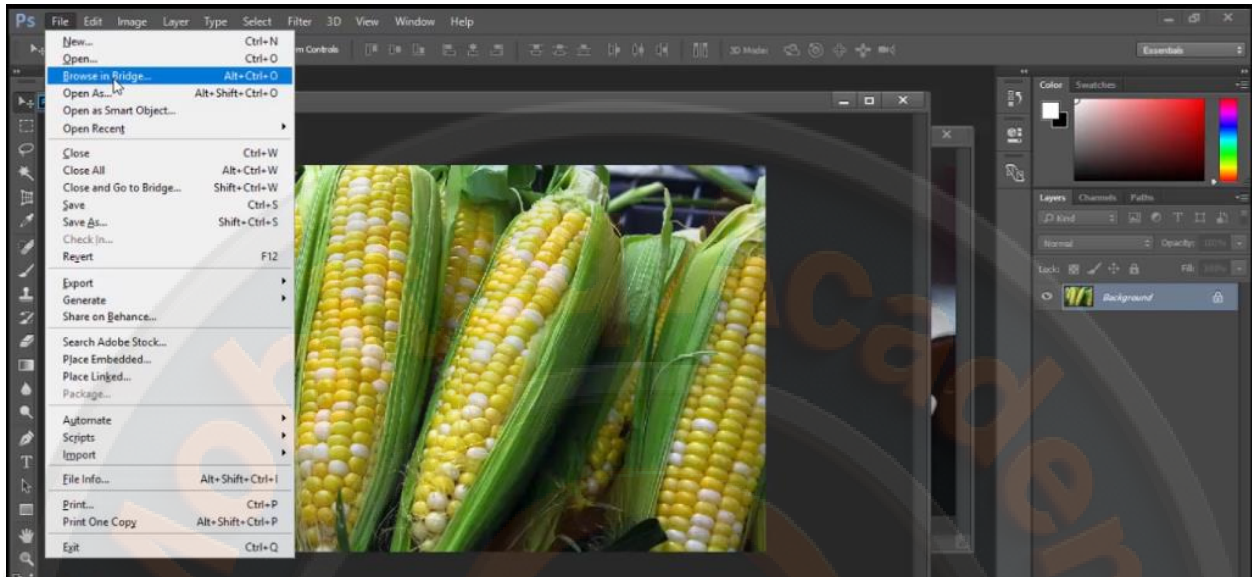 Ps File Edit Image Layer Type Select Filter 3D View Window Help
m Controls
3D Mode:
Essentials
New... Ctrl+N
Open... Ctrl+O
Browse in Bridge... Alt+Ctrl+O
Open As... Alt+Shift+Ctrl+O
Open as Smart Object...
Open Recent
Close Ctrl+W
Close All Alt+Ctrl+W
Close and Go to Bridge... Shift+Ctrl+W
Save Ctrl+S
Save As... Shift+Ctrl+S
Check In...
Revert F12
Export
Generate
Share on Behance...
Search Adobe Stock...
Place Embedded...
Place Linked...
Package...
Automate
Scripts
Import
File Info... Alt+Shift+Ctrl+I
Print... Ctrl+P
Print One Copy Alt+Shift+Ctrl+P
Exit Ctrl+Q
Color Swatches
Layers Channels Paths
Kind
Normal Opacity: 100%
Lock: Fill: 100%
Background